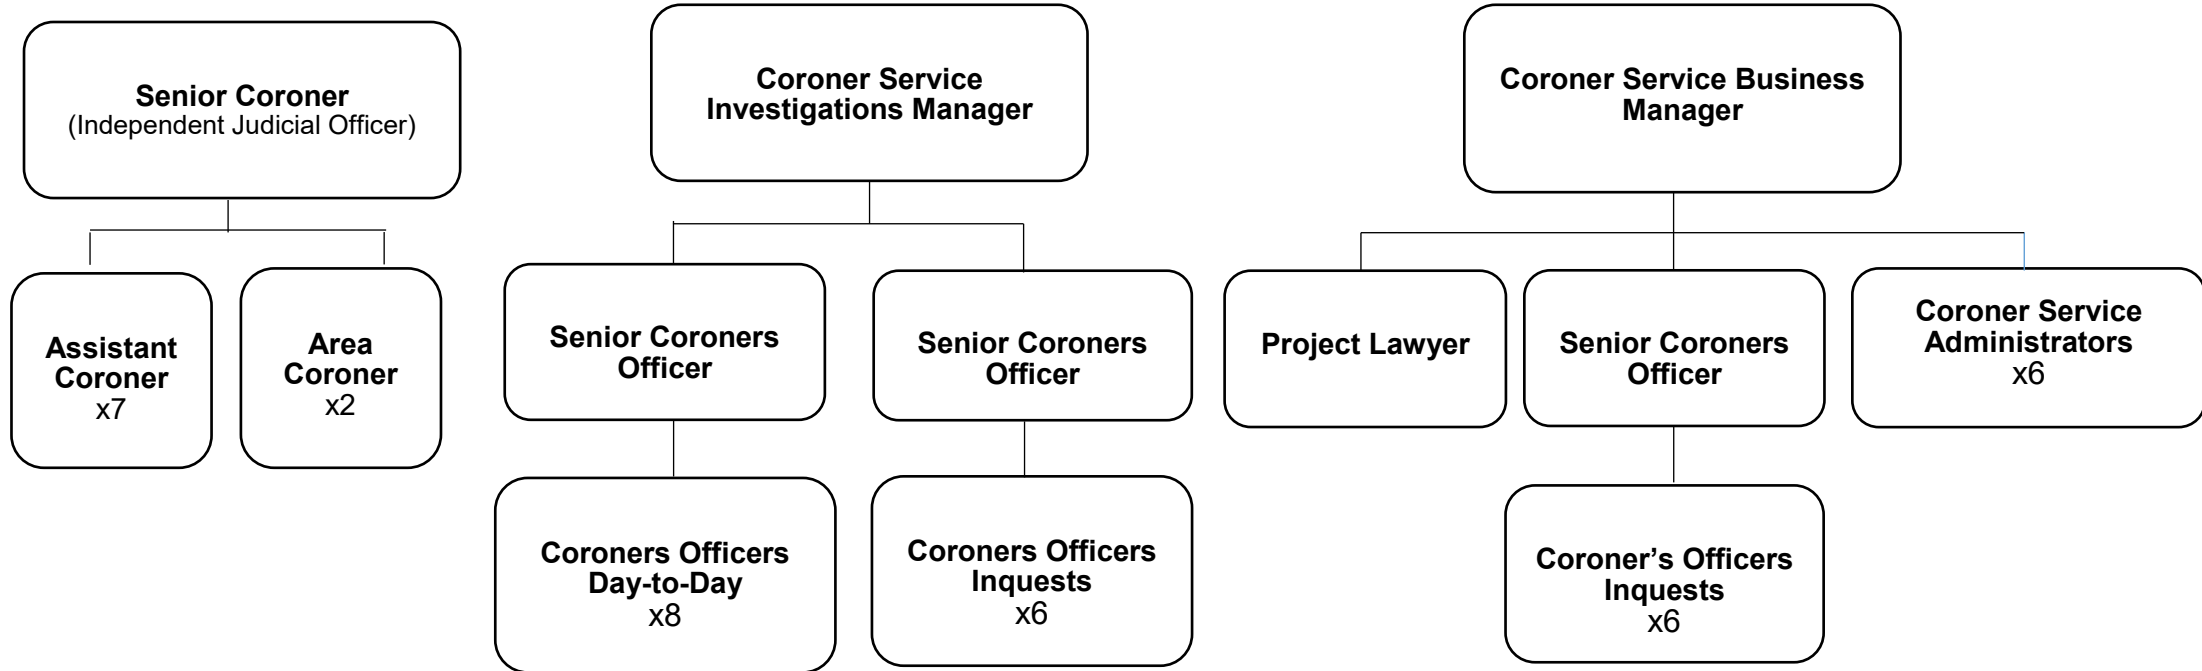 Senior Coroner
(Independent Judicial Officer)
Coroner Service
Investigations Manager
Coroner Service Business
Manager
Assistant
Coroner
x7
Area
Coroner
x2
Senior Coroners
Officer
Senior Coroners
Officer
Project Lawyer
Senior Coroners
Officer
Coroner Service
Administrators
x6
Coroners Officers
Day-to-Day
x8
Coroners Officers
Inquests
x6
Coroner’s Officers
Inquests
x6